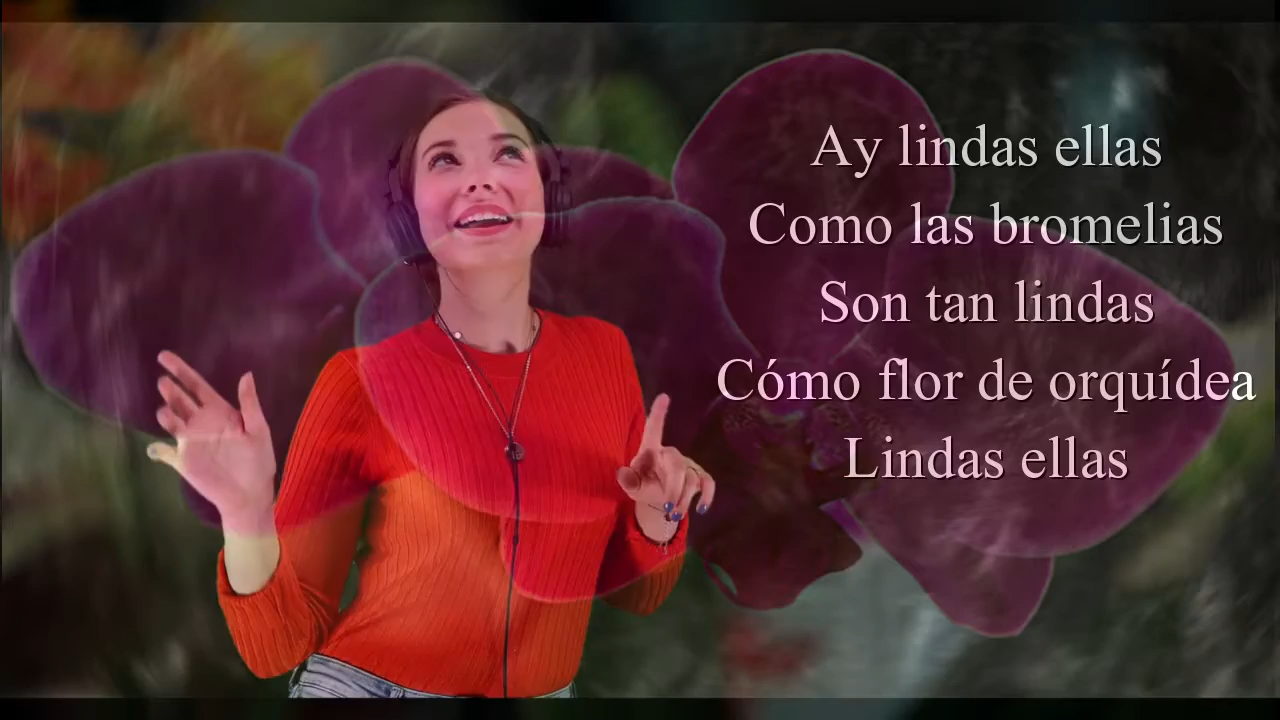 Ay lindas ellas
Como las bromelias
Son tan lindas
Cómo flor de orquídea
Lindas ellas